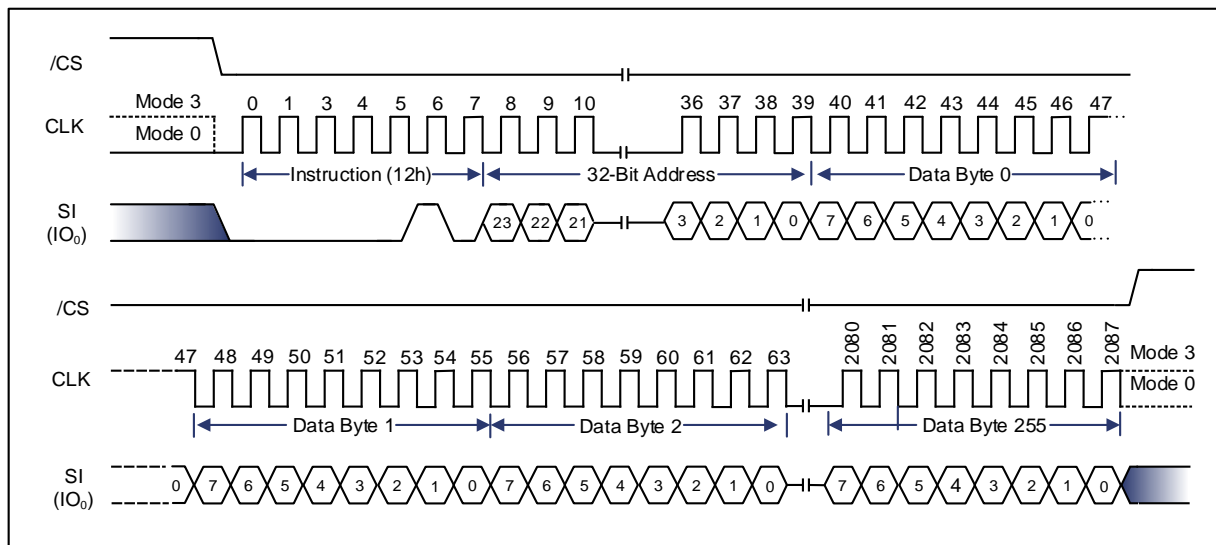 /CS
Mode 3
0 1 3 4 5 6 7 8 9 10 36 37 38 39 40 41 42 43 44 45 46 47
CLK
Mode 0
Instruction (12h) 32-Bit Address Data Byte 0
SI
(IO0)
23 22 21 3 2 1 0 7 6 5 4 3 2 1 0
/CS
47 48 49 50 51 52 53 54 55 56 57 58 59 60 61 62 63 2080 2081 2082 2083 2084 2085 2086 2087
Mode 3
CLK
Mode 0
Data Byte 1 Data Byte 2 Data Byte 255
SI
(IO0)
0 7 6 5 4 3 2 1 0 7 6 5 4 3 2 1 0 7 6 5 4 3 2 1 0